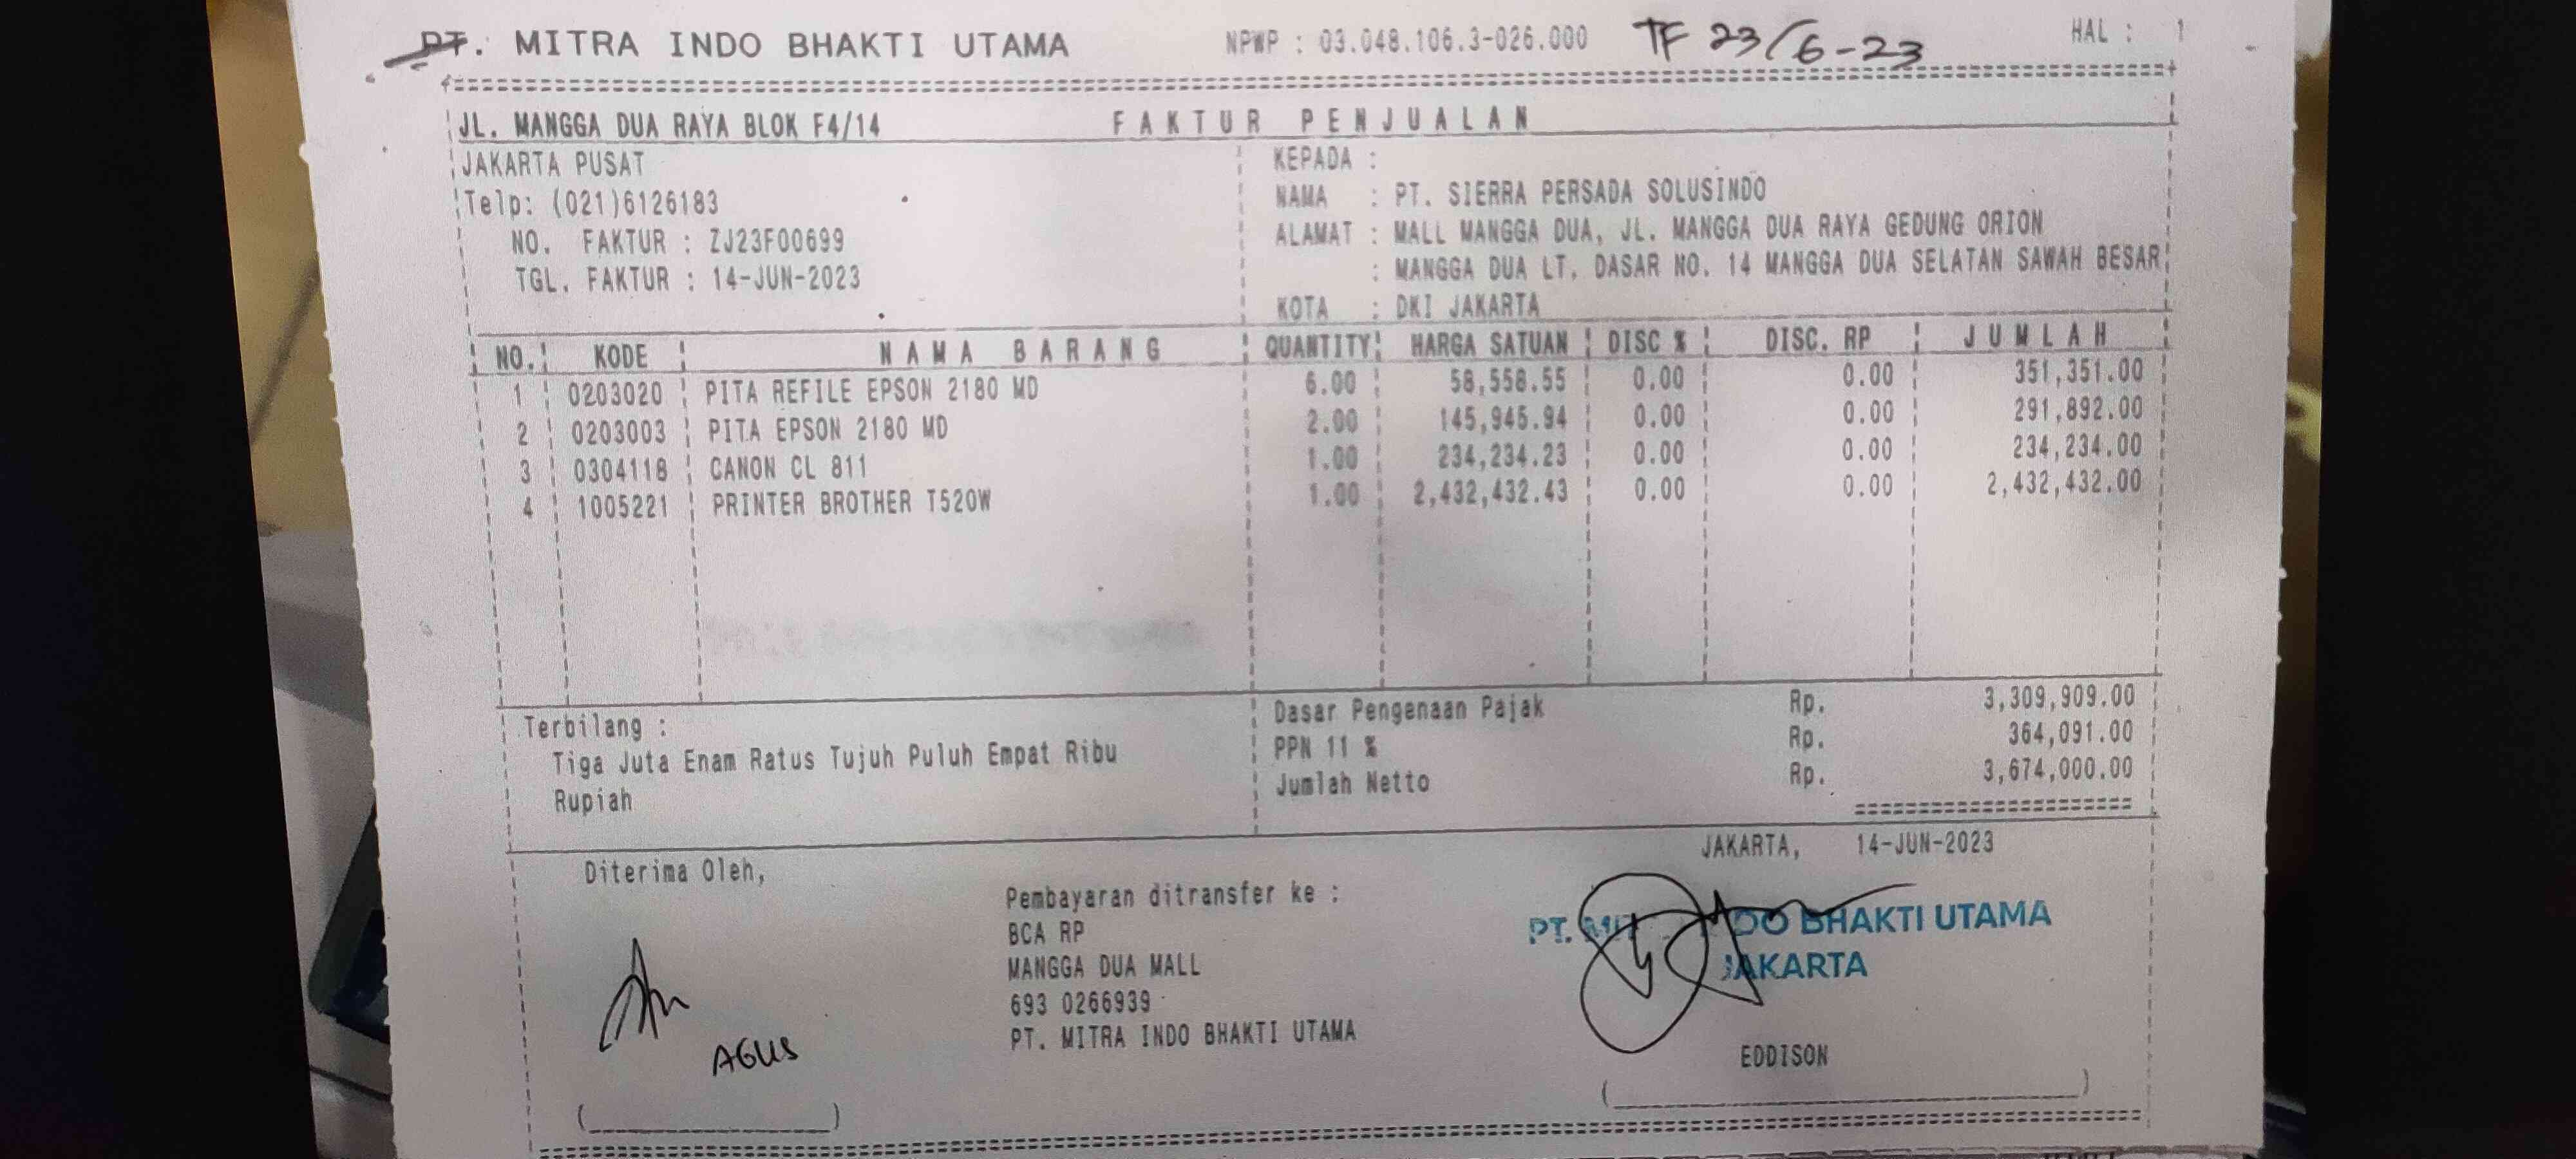 PT. MITRA INDO BHAKTI UTAMA NPWP : 03.048.106.3-026.000 TF 23/6-23 HAL : 1
JL. MANGGA DUA RAYA BLOK F4/14 FAKTUR PENJUALAN
JAKARTA PUSAT
Telp: (021)6126183
NO. FAKTUR : ZJ23F00699
TGL. FAKTUR : 14-JUN-2023
KEPADA :
NAMA : PT. SIERRA PERSADA SOLUSINDO
ALAMAT : MALL MANGGA DUA, JL. MANGGA DUA RAYA GEDUNG ORION
: MANGGA DUA LT. DASAR NO. 14 MANGGA DUA SELATAN SAWAH BESAR
KOTA : DKI JAKARTA
NO. KODE NAMA BARANG QUANTITY HARGA SATUAN DISC % DISC. RP JUMLAH
1 0203020 PITA REFILE EPSON 2180 MD 6.00 58,558.55 0.00 0.00 351,351.00
2 0203003 PITA EPSON 2180 MD 2.00 145,945.94 0.00 0.00 291,892.00
3 0304118 CANON CL 811 1.00 234,234.23 0.00 0.00 234,234.00
4 1005221 PRINTER BROTHER T520W 1.00 2,432,432.43 0.00 0.00 2,432,432.00
Terbilang :
Tiga Juta Enam Ratus Tujuh Puluh Empat Ribu
Rupiah
Dasar Pengenaan Pajak Rp. 3,309,909.00
PPN 11 % Rp. 364,091.00
Jumlah Netto Rp. 3,674,000.00
JAKARTA, 14-JUN-2023
Diterima Oleh,
AGUS
Pembayaran ditransfer ke :
BCA RP
MANGGA DUA MALL
693 0266939
PT. MITRA INDO BHAKTI UTAMA
PT. BHAKTI UTAMA
JAKARTA
EDDISON